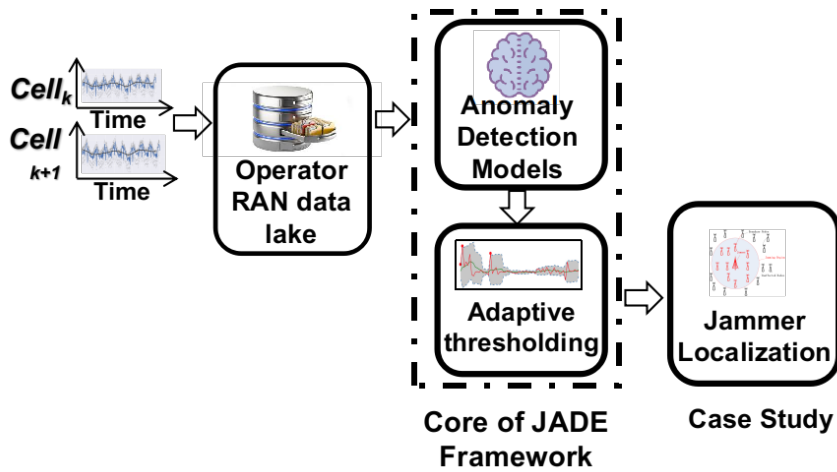 Cell k
Time
Cell k+1
Time
Operator
RAN data
lake
Anomaly
Detection
Models
Adaptive
thresholding
Jammer
Localization
Core of JADE
Framework
Case Study